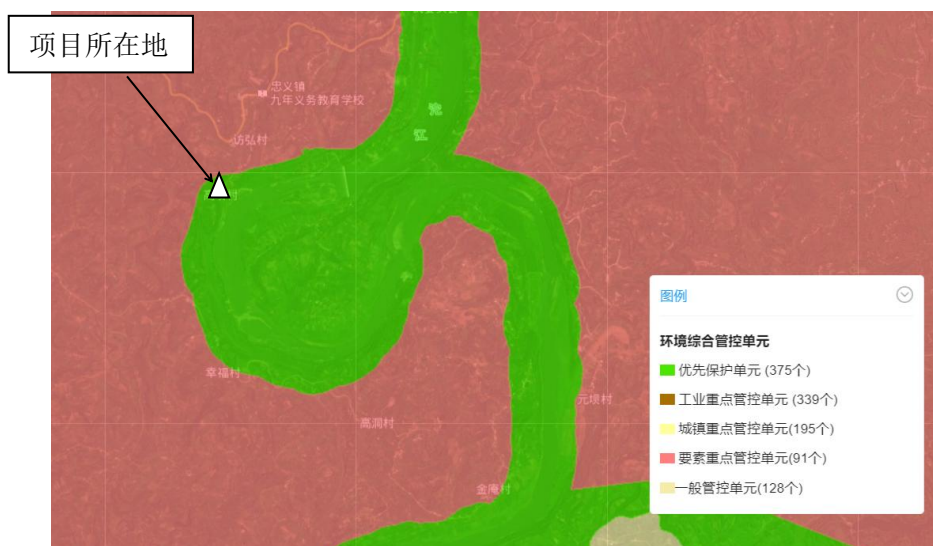 项目所在地
忠义镇
九年义务教育学校
访弘村
江
幸福村
高洞村
元坝村
金庵村
图例
环境综合管控单元
优先保护单元 (375个)
工业重点管控单元 (339个)
城镇重点管控单元(195个)
要素重点管控单元(91个)
一般管控单元(128个)